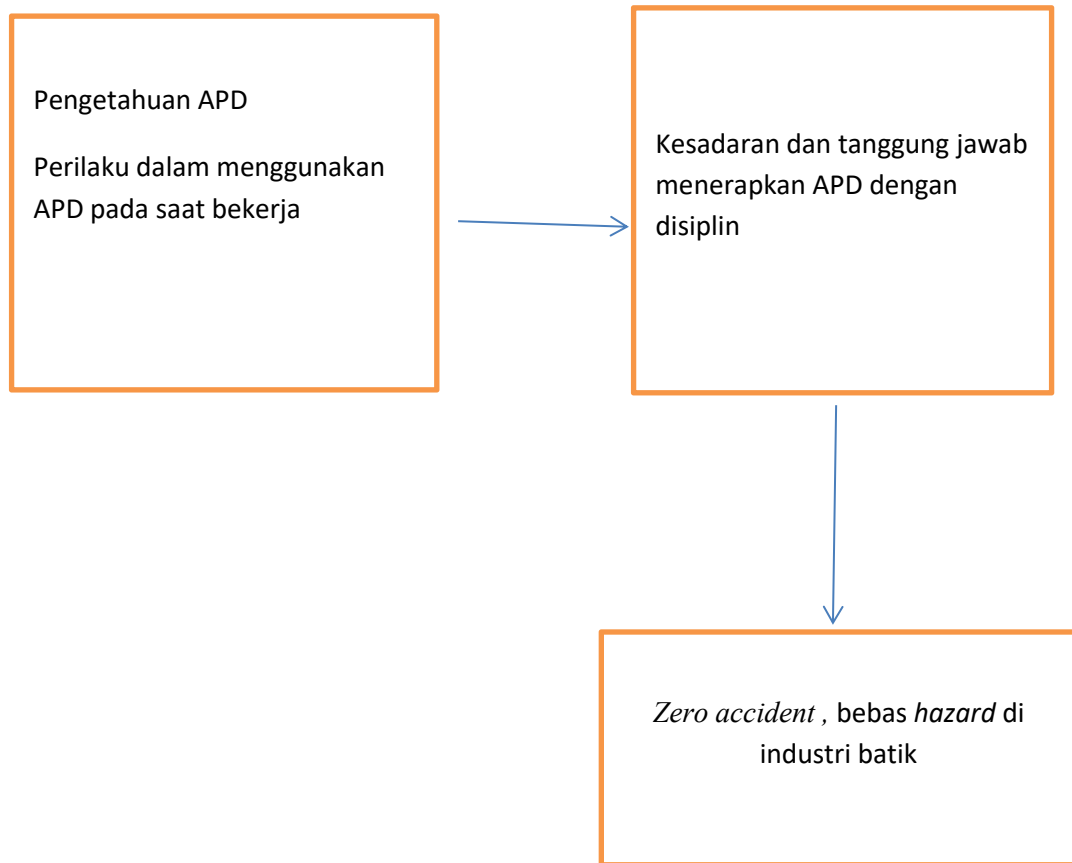 Pengetahuan APD
Perilaku dalam menggunakan
APD pada saat bekerja
Kesadaran dan tanggung jawab
menerapkan APD dengan
disiplin
Zero accident , bebas hazard di
industri batik